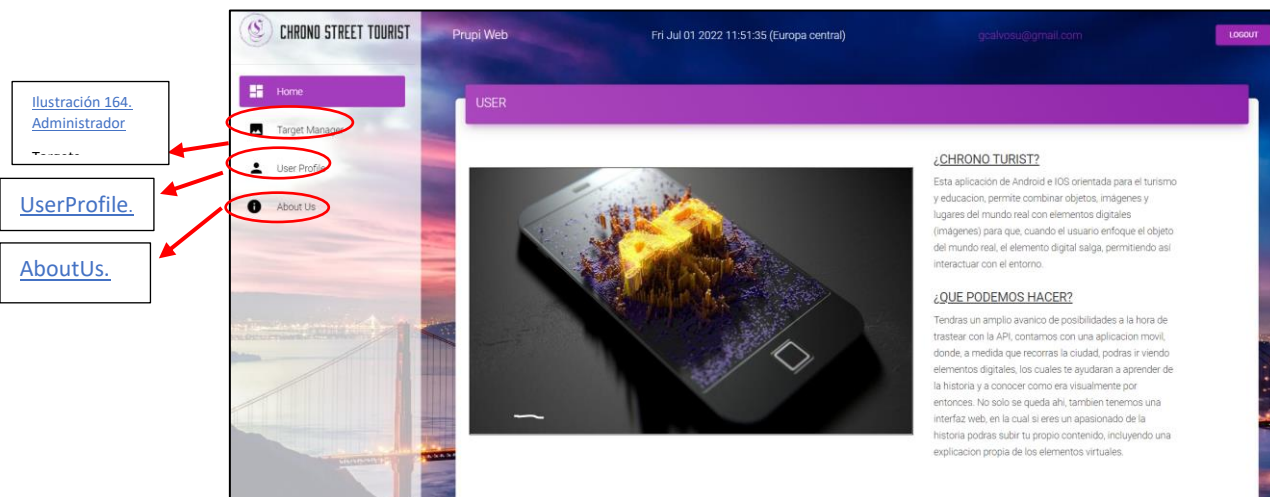 CHRONO STREET TOURIST
Prupi Web
Fri Jul 01 2022 11:51:35 (Europa central)
gcalvosu@gmail.com
LOGOUT
Ilustración 164.
Administrador
Home
Target Manager
User Profile
About Us
UserProfile.
AboutUs.
USER
¿CHRONO TURIST?
Esta aplicación de Android e IOS orientada para el turismo
y educacion, permite combinar objetos, imágenes y
lugares del mundo real con elementos digitales
(imágenes) para que, cuando el usuario enfoque el objeto
del mundo real, el elemento digital salga, permitiendo así
interactuar con el entorno.
¿QUE PODEMOS HACER?
Tendras un amplio avanico de posibilidades a la hora de
trastear con la API, contamos con una aplicacion movil,
donde, a medida que recorras la ciudad, podras ir viendo
elementos digitales, los cuales te ayudaran a aprender de
la historia y a conocer como era visualmente por
entonces. No solo se queda ahi, tambien tenemos una
interfaz web, en la cual si eres un apasionado de la
historia podras subir tu propio contenido, incluyendo una
explicacion propia de los elementos virtuales.